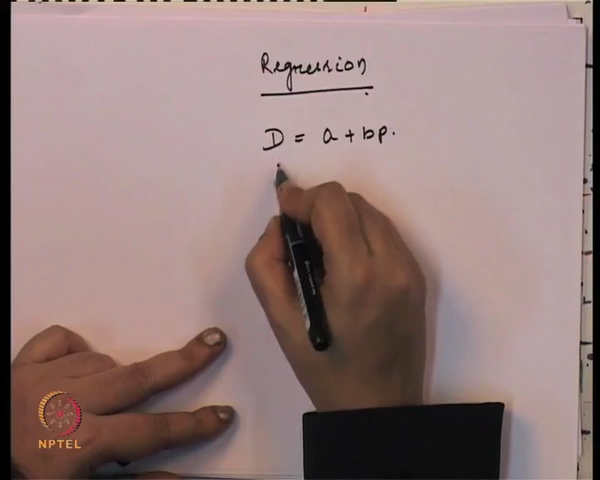 Regression
D = a + bp.
NPTEL